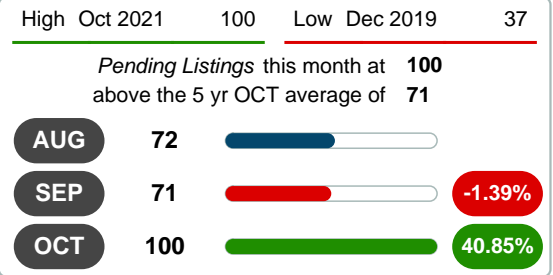 High Oct 2021 100 Low Dec 2019 37
Pending Listings this month at 100
above the 5 yr OCT average of 71
AUG 72
SEP 71 -1.39%
OCT 100 40.85%